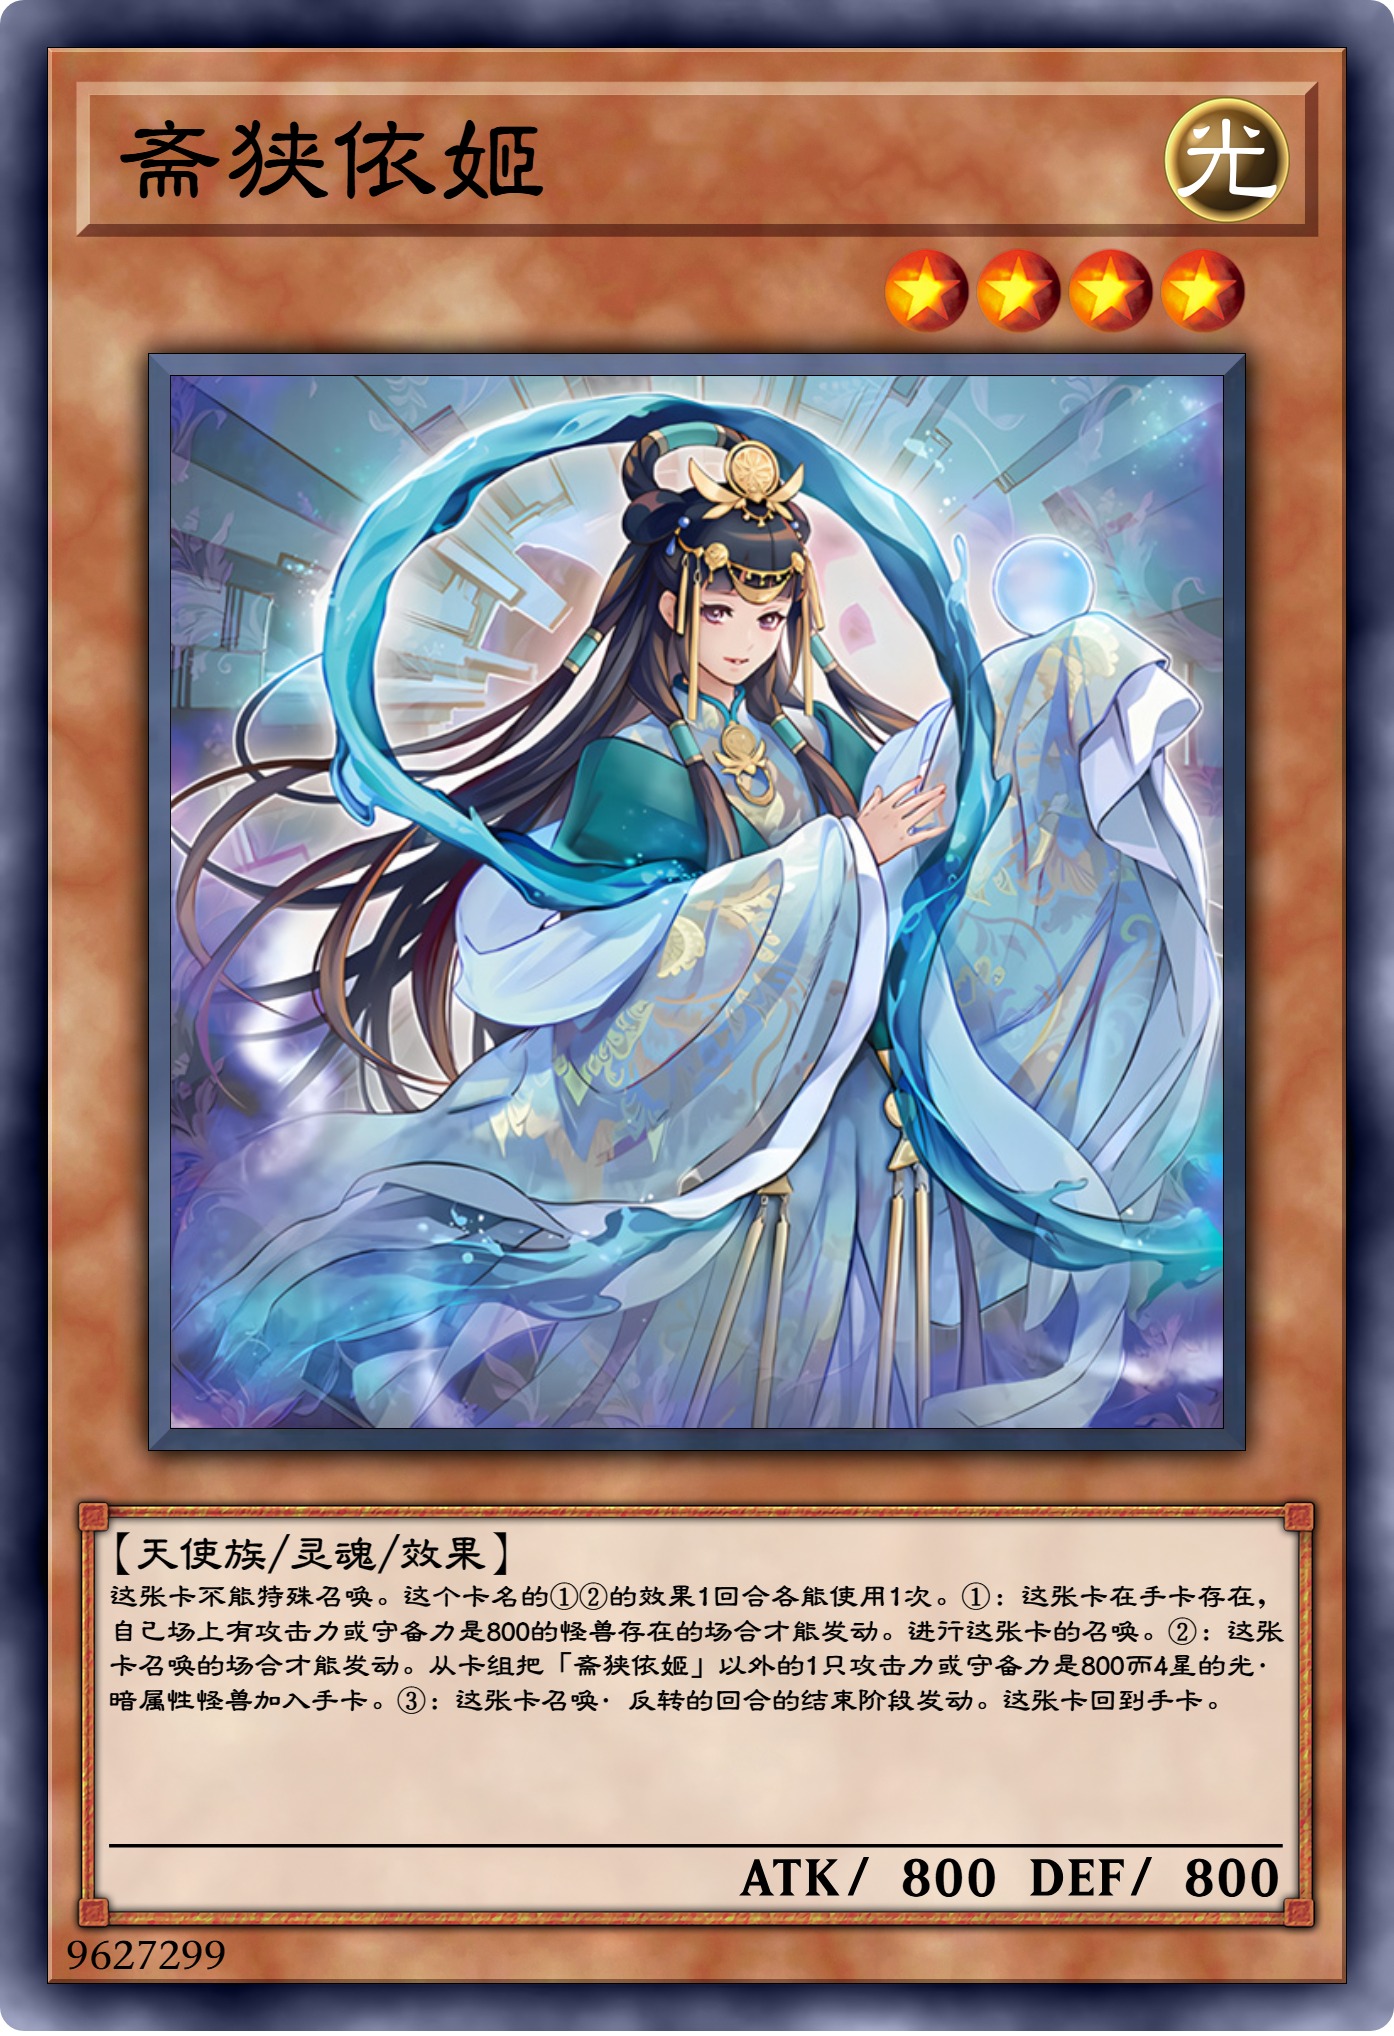 斋狭依姬
光
【天使族/灵魂/效果】
这张卡不能特殊召唤。这个卡名的①②的效果1回合各能使用1次。①：这张卡在手卡存在，
自己场上有攻击力或守备力是800的怪兽存在的场合才能发动。进行这张卡的召唤。②：这张
卡召唤的场合才能发动。从卡组把「斋狭依姬」以外的1只攻击力或守备力是800而4星的光·
暗属性怪兽加入手卡。③：这张卡召唤·反转的回合的结束阶段发动。这张卡回到手卡。
ATK/ 800 DEF/ 800
9627299